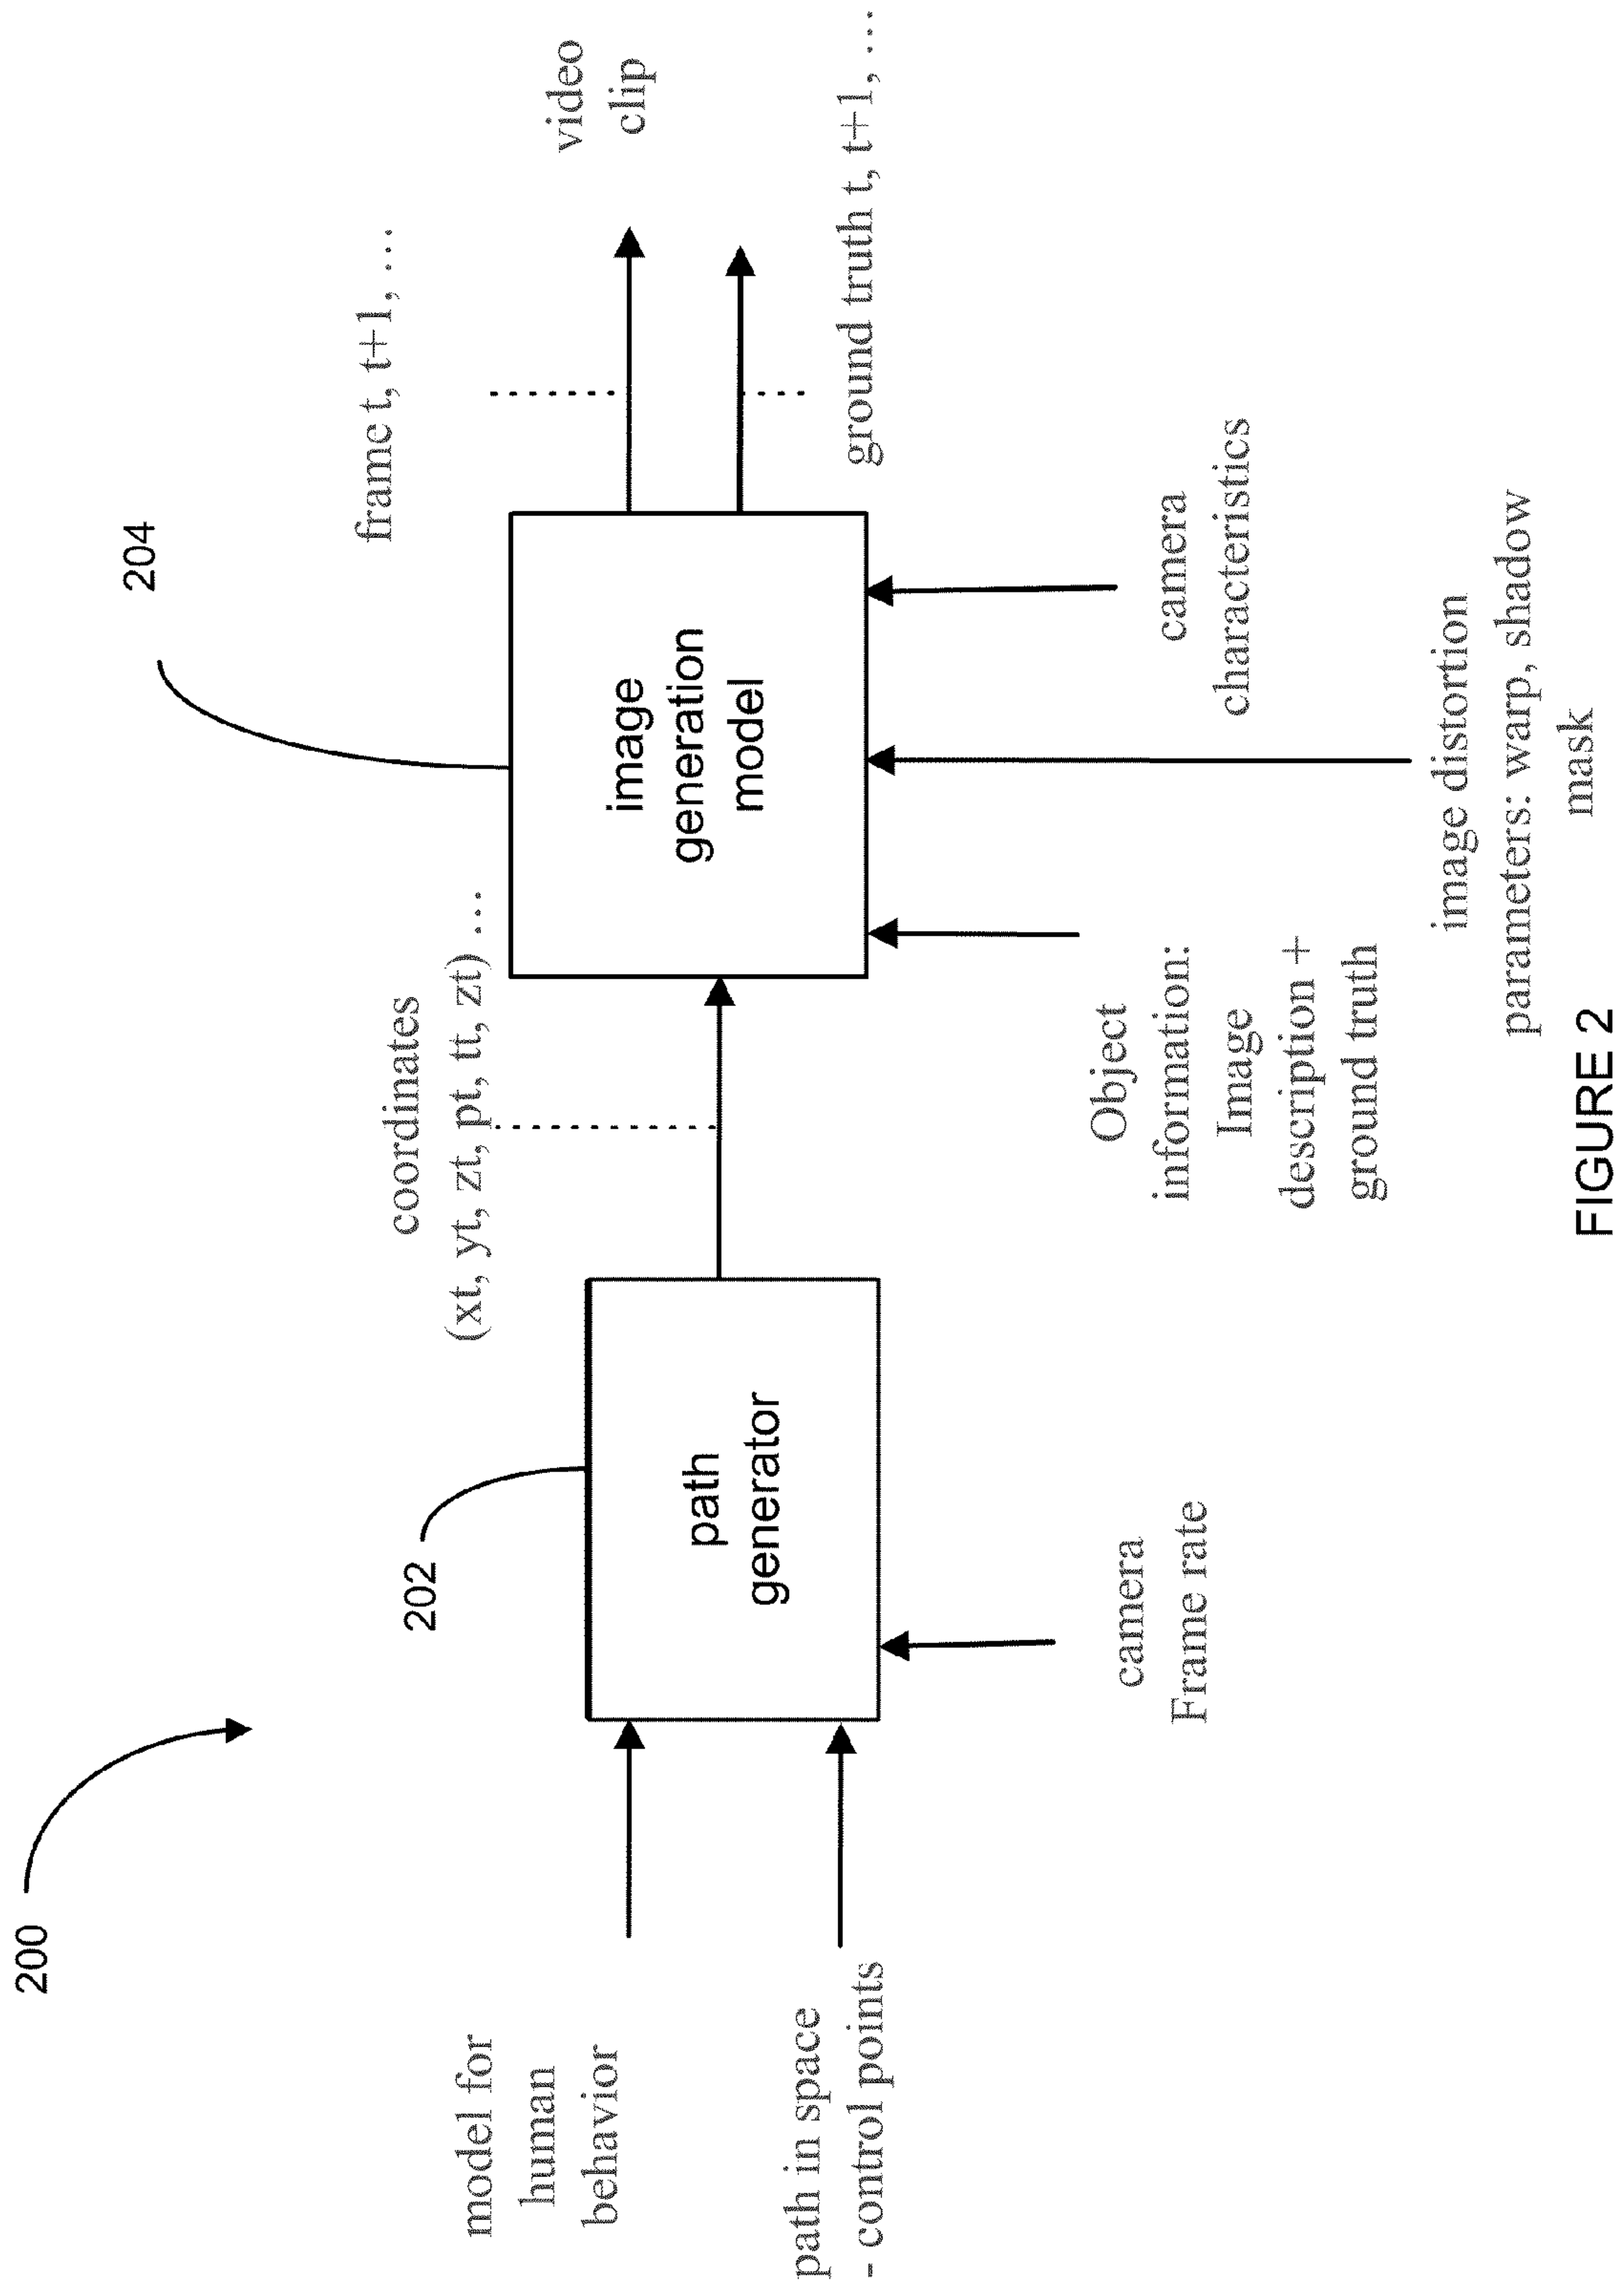 200
model for
human
behavior
path in space
- control points
202
path
generator
camera
Frame rate
coordinates
(xt, yt, zt, pt, tt, zt) ...
204
image
generation
model
Object
information:
Image
description +
ground truth
image distortion
parameters: warp, shadow
mask
camera
characteristics
frame t, t+1, ...
video
clip
ground truth t, t+1, ...
FIGURE 2